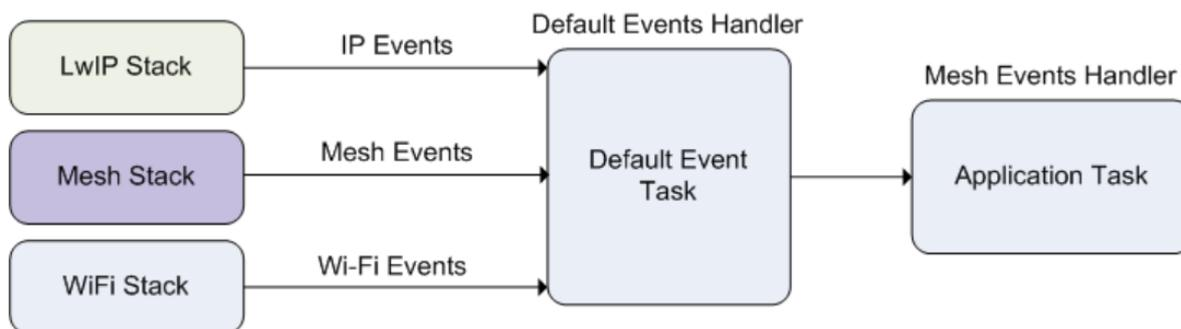 Default Events Handler
LwIP Stack
IP Events
Mesh Events Handler
Mesh Stack
Mesh Events
Default Event
Task
Application Task
WiFi Stack
Wi-Fi Events